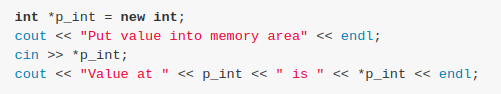 int *p_int = new int;
cout << "Put value into memory area" << endl;
cin >> *p_int;
cout << "Value at " << p_int << " is " << *p_int << endl;